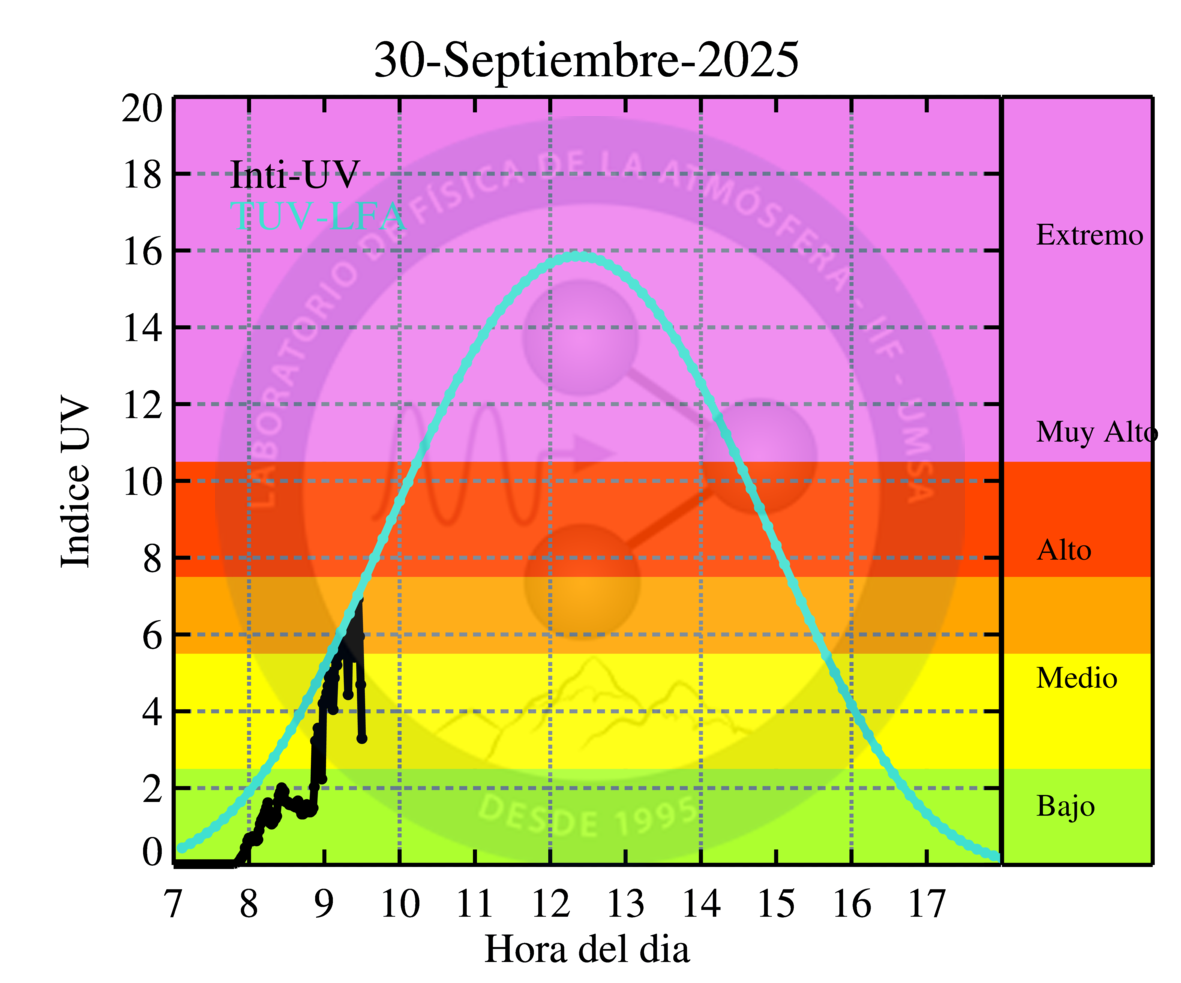 30-Septiembre-2025
Inti-UV
TUV-LFA
LABORATORIO DE FÍSICA DE LA ATMÓSFERA - IIF - UMSA
DESDE 1995
Indice UV
20
18
16
14
12
10
8
6
4
2
0
Extremo
Muy Alto
Alto
Medio
Bajo
7 8 9 10 11 12 13 14 15 16 17
Hora del dia